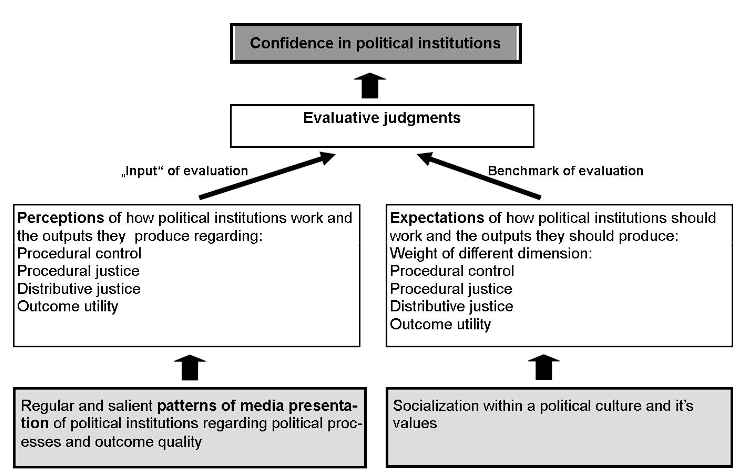 Confidence in political institutions
Evaluative judgments
„Input“ of evaluation
Benchmark of evaluation
Perceptions of how political institutions work and
the outputs they produce regarding:
Procedural control
Procedural justice
Distributive justice
Outcome utility
Expectations of how political institutions should
work and the outputs they should produce:
Weight of different dimension:
Procedural control
Procedural justice
Distributive justice
Outcome utility
Regular and salient patterns of media presenta-
tion of political institutions regarding political proc-
esses and outcome quality
Socialization within a political culture and it’s
values